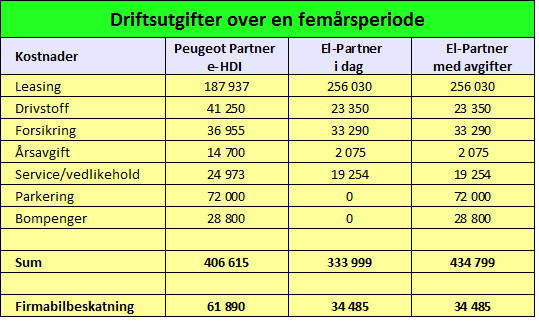 Driftsutgifter over en femårsperiode
Kostnader Peugeot Partner e-HDI El-Partner i dag El-Partner med avgifter
Leasing 187 937 256 030 256 030
Drivstoff 41 250 23 350 23 350
Forsikring 36 955 33 290 33 290
Årsavgift 14 700 2 075 2 075
Service/vedlikehold 24 973 19 254 19 254
Parkering 72 000 0 72 000
Bompenger 28 800 0 28 800
Sum 406 615 333 999 434 799
Firmabilbeskatning 61 890 34 485 34 485